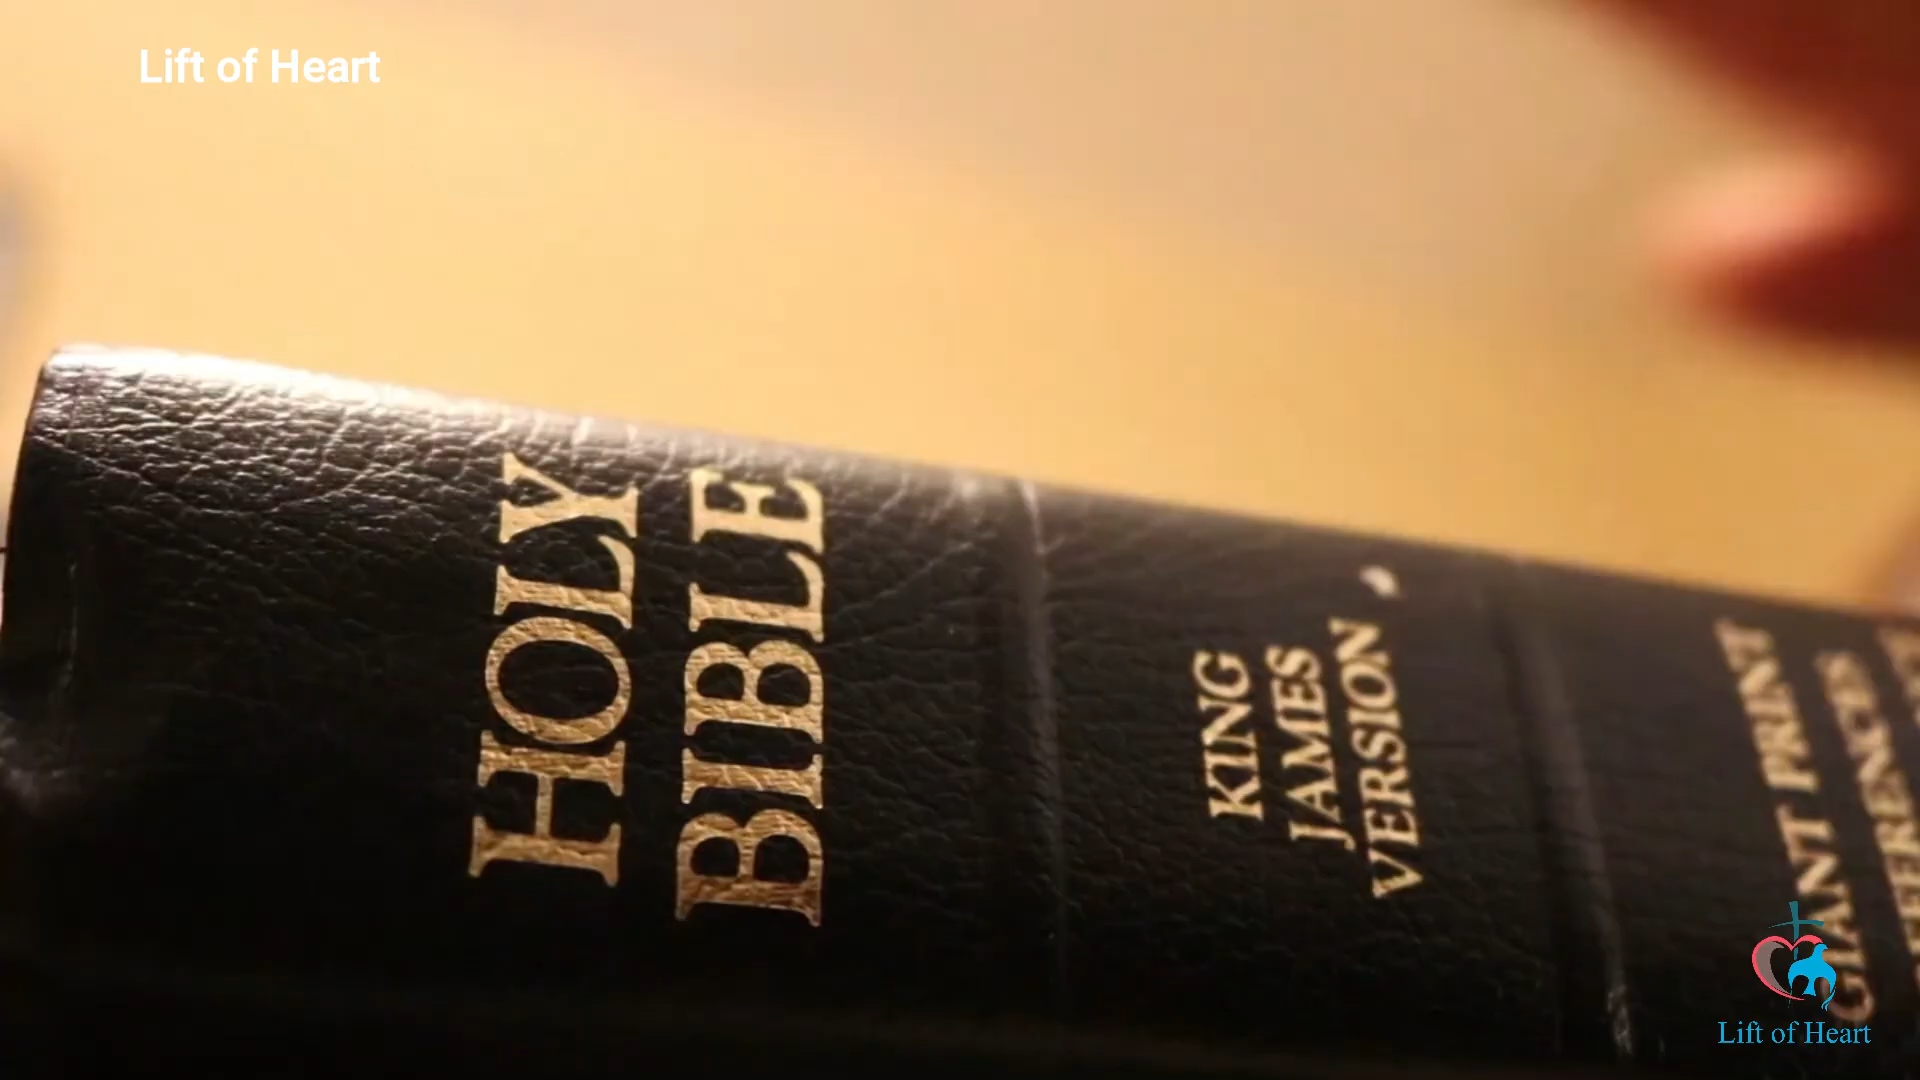 Lift of Heart
HOLY
BIBLE
KING
JAMES
VERSION
GIANT PRINT
Lift of Heart